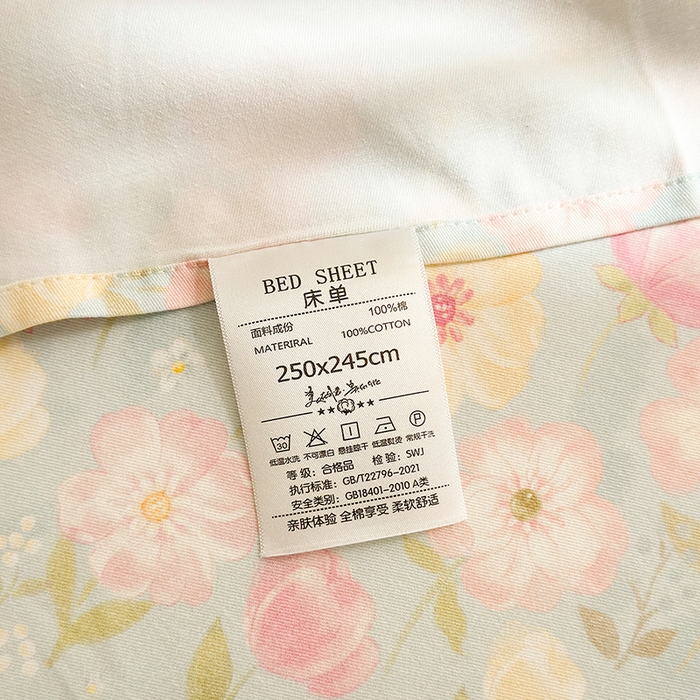 BED SHEET
床单
面料成份 100%棉
MATERIRAL 100%COTTON
250x245cm
30 P
低温水洗 不可漂白 悬挂晾干 低温熨烫 常规干洗
等 级：合格品 检 验：SWJ
执行标准：GB/T22796-2021
安全类别：GB18401-2010 A类
亲肤体验 全棉享受 柔软舒适